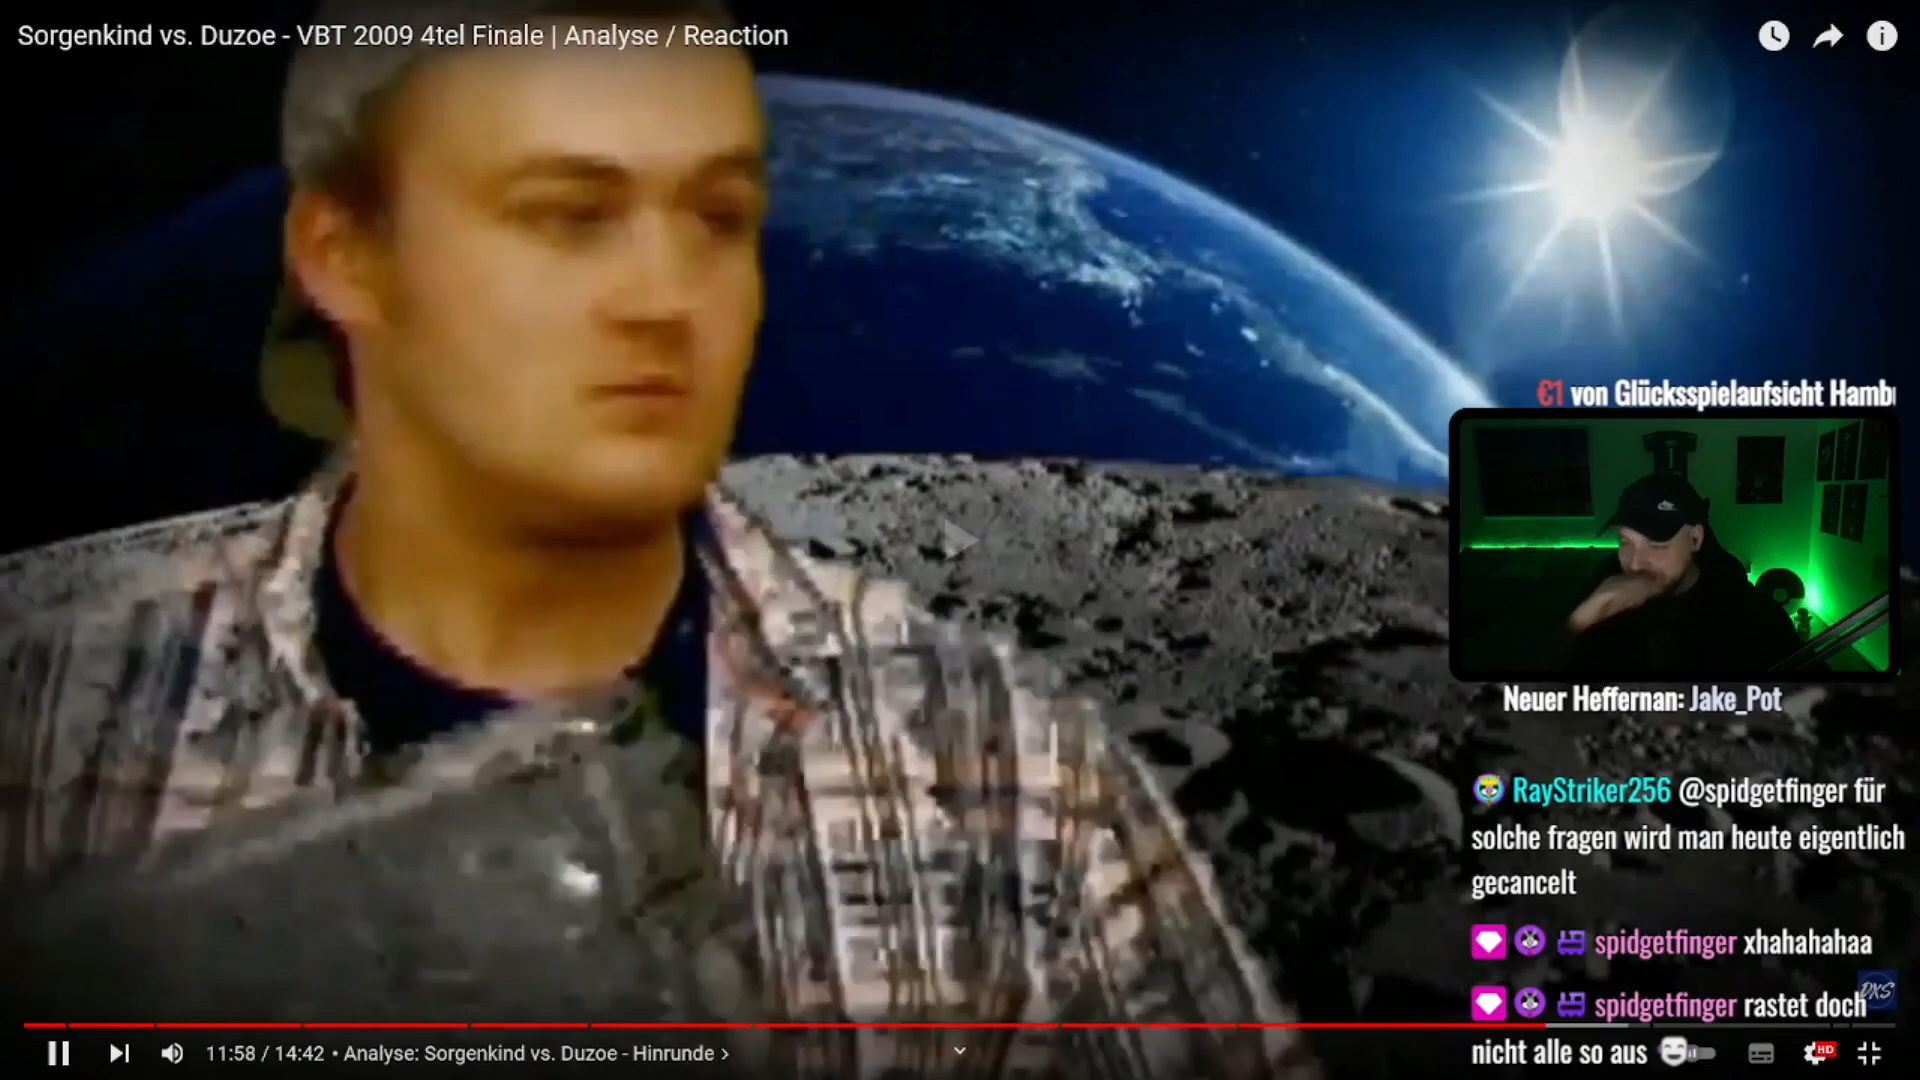 Sorgenkind vs. Duzoe - VBT 2009 4tel Finale | Analyse / Reaction
€1 von Glücksspielaufsicht Hamb
Neuer Heffernan: Jake_Pot
RayStriker256 @spidgetfinger für
solche fragen wird man heute eigentlich
gecancelt
spidgetfinger xhahahahaa
DXS
spidgetfinger rastet doch
nicht alle so aus
11:58 / 14:42 • Analyse: Sorgenkind vs. Duzoe - Hinrunde
HD